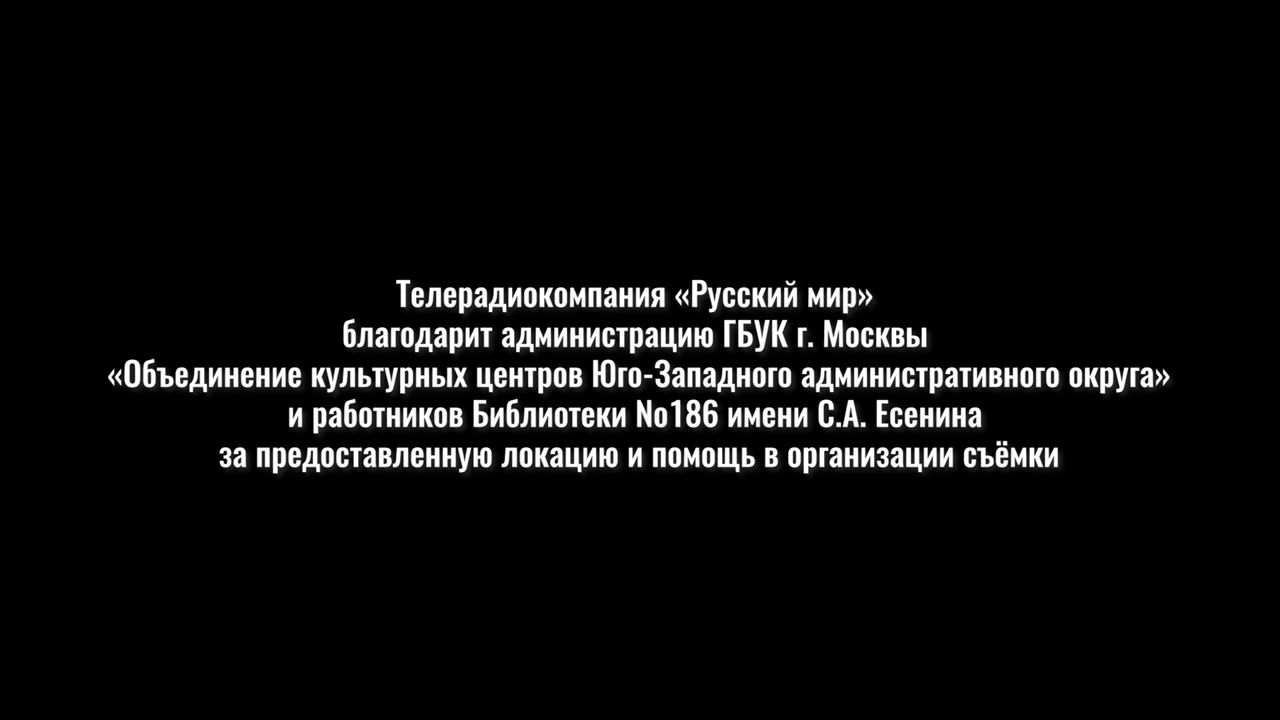 Телерадиокомпания «Русский мир»
благодарит администрацию ГБУК г. Москвы
«Объединение культурных центров Юго-Западного административного округа»
и работников Библиотеки No186 имени С.А. Есенина
за предоставленную локацию и помощь в организации съёмки